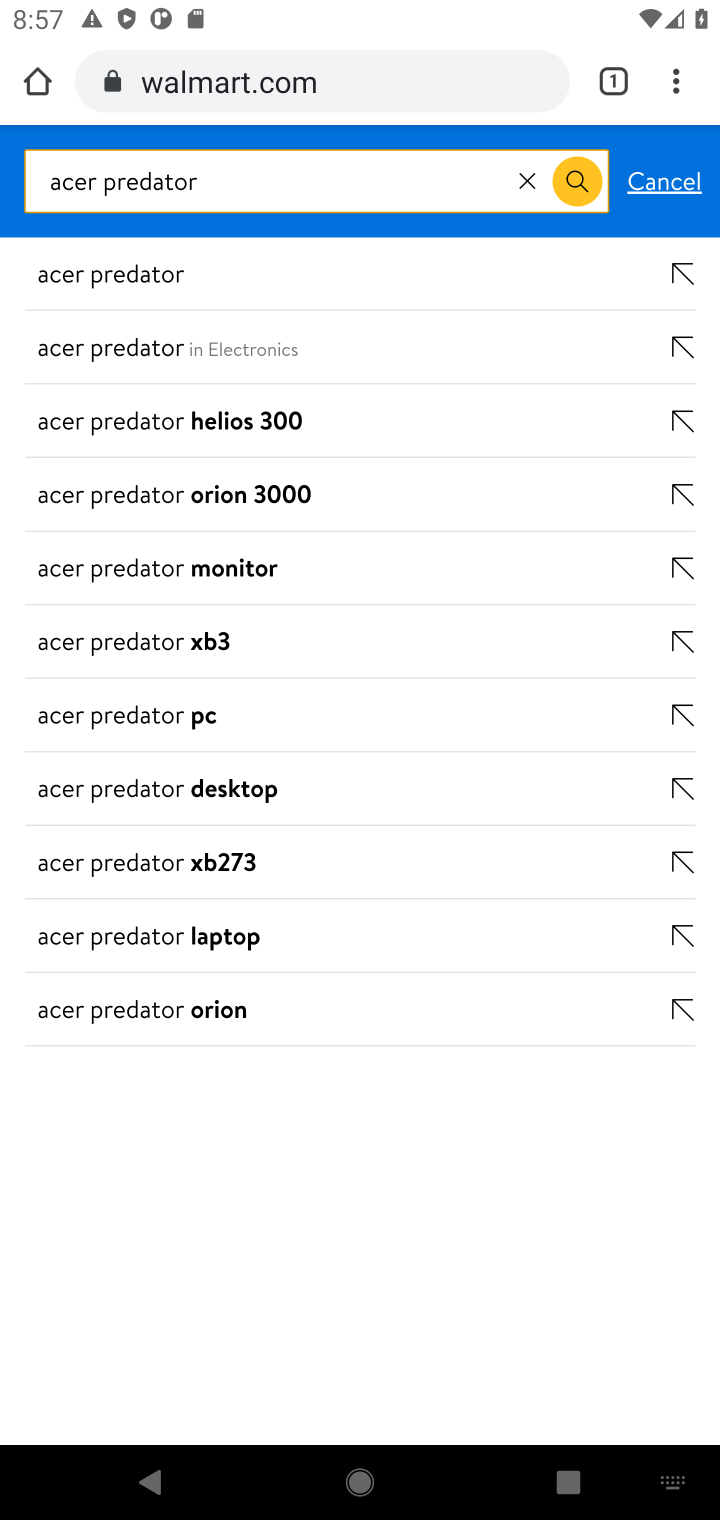 8:57
walmart.com
1
acer predator
Cancel
acer predator
acer predator in Electronics
acer predator helios 300
acer predator orion 3000
acer predator monitor
acer predator xb3
acer predator pc
acer predator desktop
acer predator xb273
acer predator laptop
acer predator orion